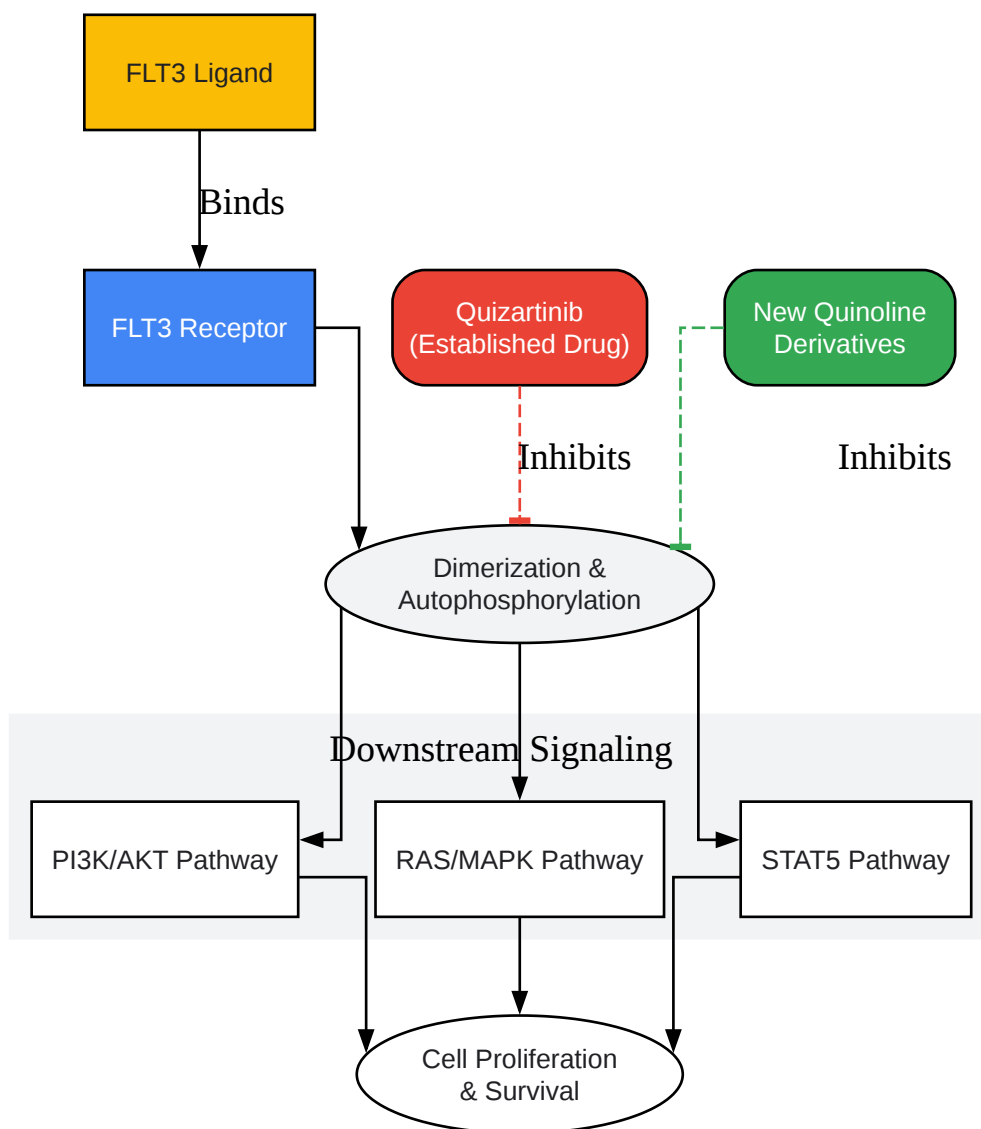 FLT3 Ligand
Binds
FLT3 Receptor
Quizartinib
(Established Drug)
New Quinoline
Derivatives
Inhibits
Inhibits
Dimerization &
Autophosphorylation
Downstream Signaling
PI3K/AKT Pathway
RAS/MAPK Pathway
STAT5 Pathway
Cell Proliferation
& Survival